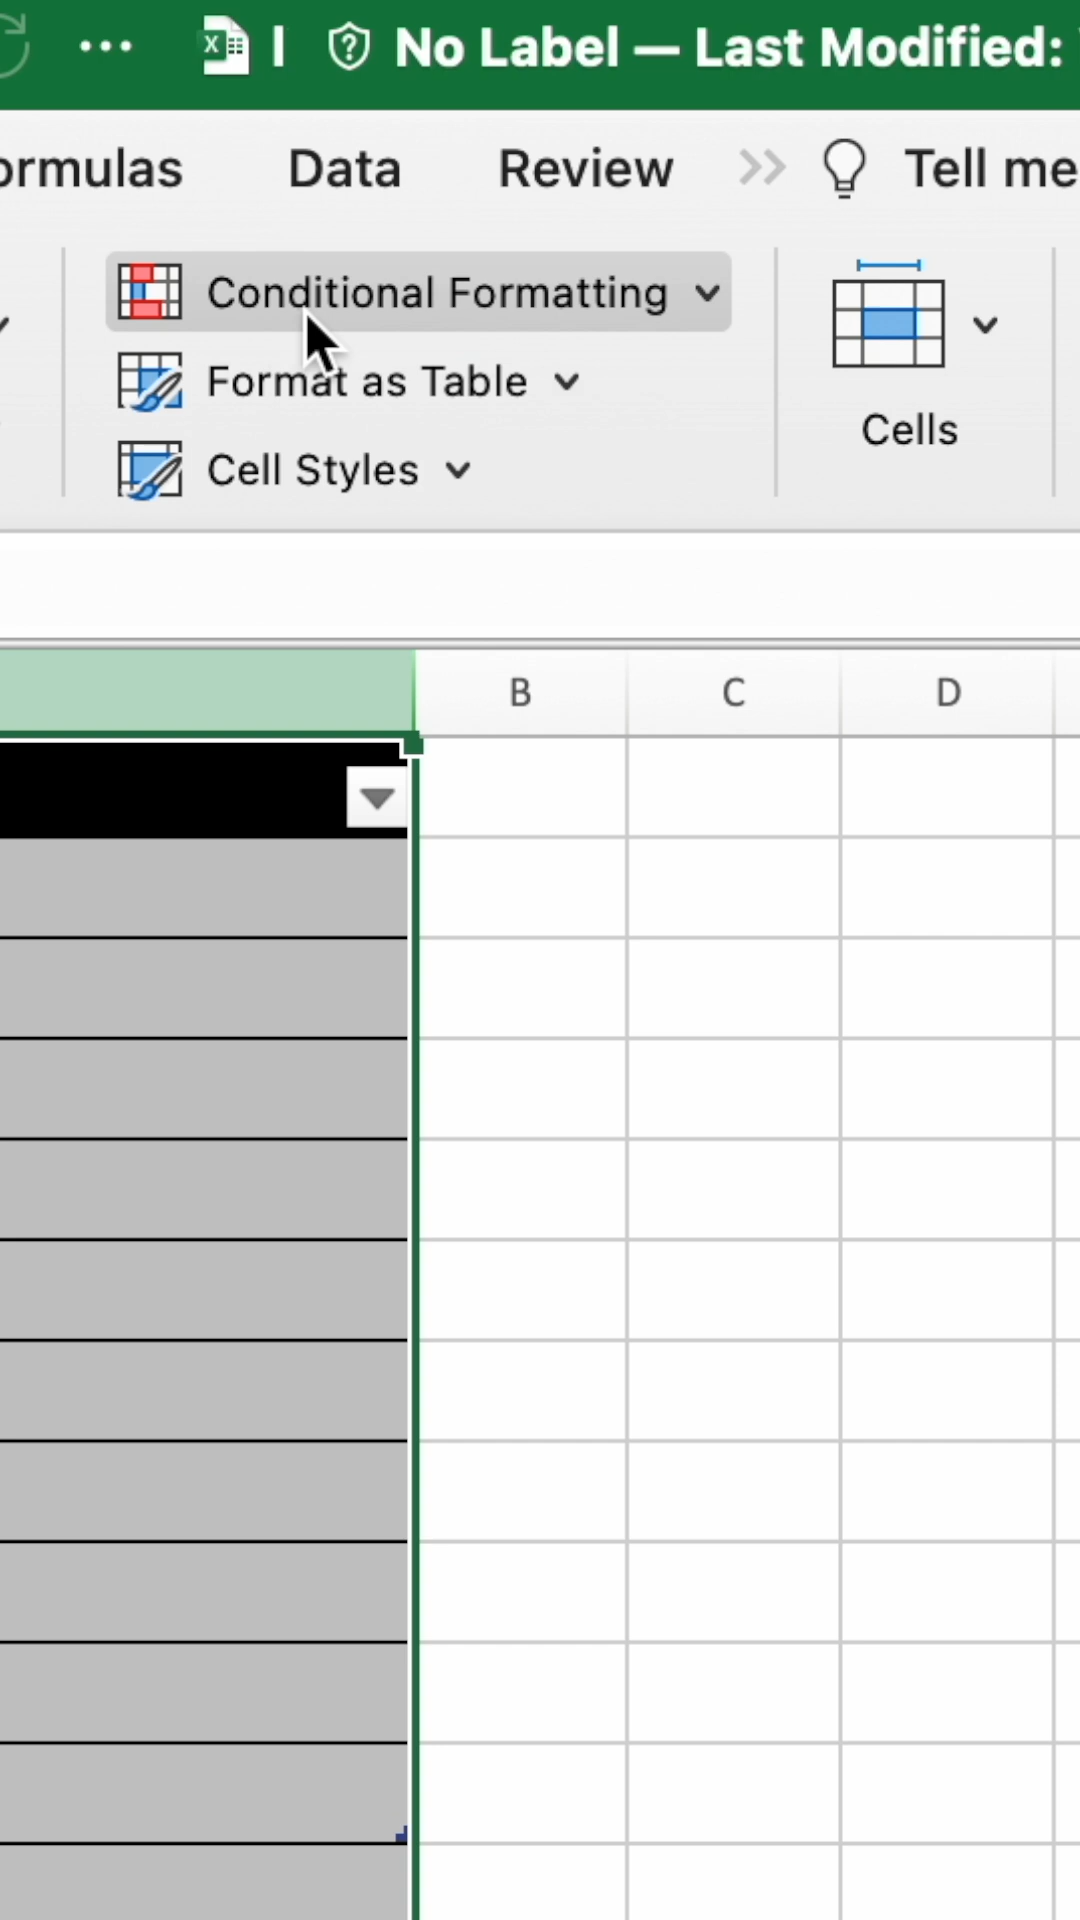 I No Label — Last Modified:
ormulas Data Review Tell me
Conditional Formatting
Format as Table
Cell Styles
Cells
B C D